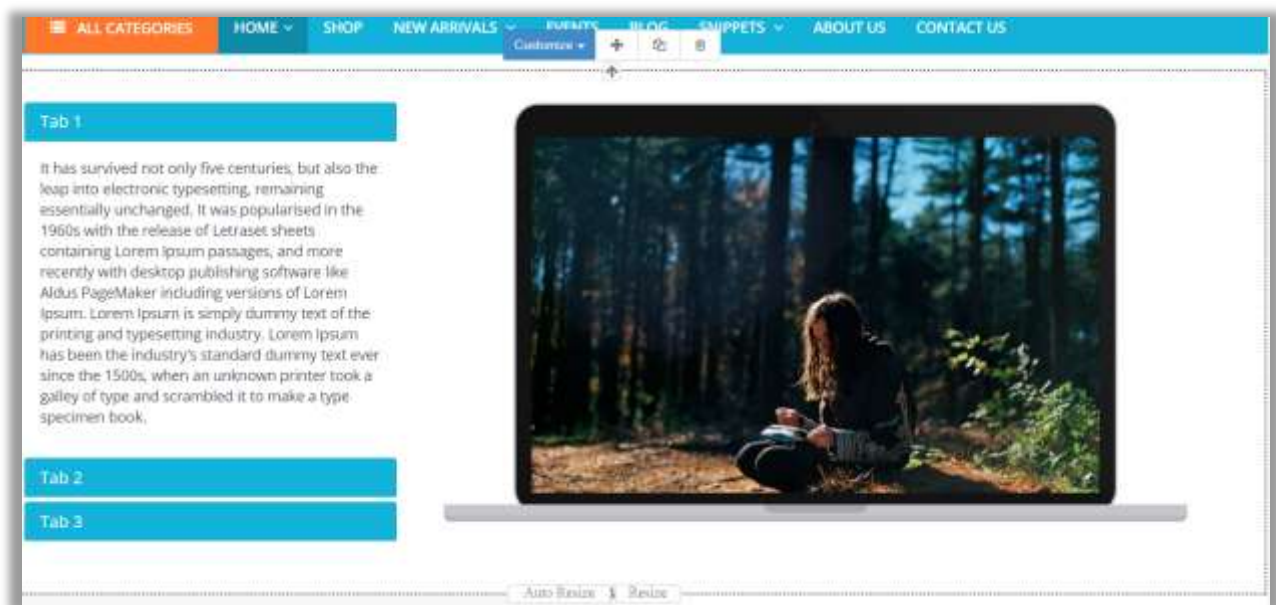 ALL CATEGORIES HOME SHOP NEW ARRIVALS EVENTS BLOG SNIPPETS ABOUT US CONTACT US
Customize
Tab 1
It has survived not only five centuries, but also the
leap into electronic typesetting, remaining
essentially unchanged. It was popularised in the
1960s with the release of Letraset sheets
containing Lorem Ipsum passages, and more
recently with desktop publishing software like
Aldus PageMaker including versions of Lorem
Ipsum. Lorem Ipsum is simply dummy text of the
printing and typesetting industry. Lorem Ipsum
has been the industry's standard dummy text ever
since the 1500s, when an unknown printer took a
galley of type and scrambled it to make a type
specimen book.
Tab 2
Tab 3
Auto Resize Resize